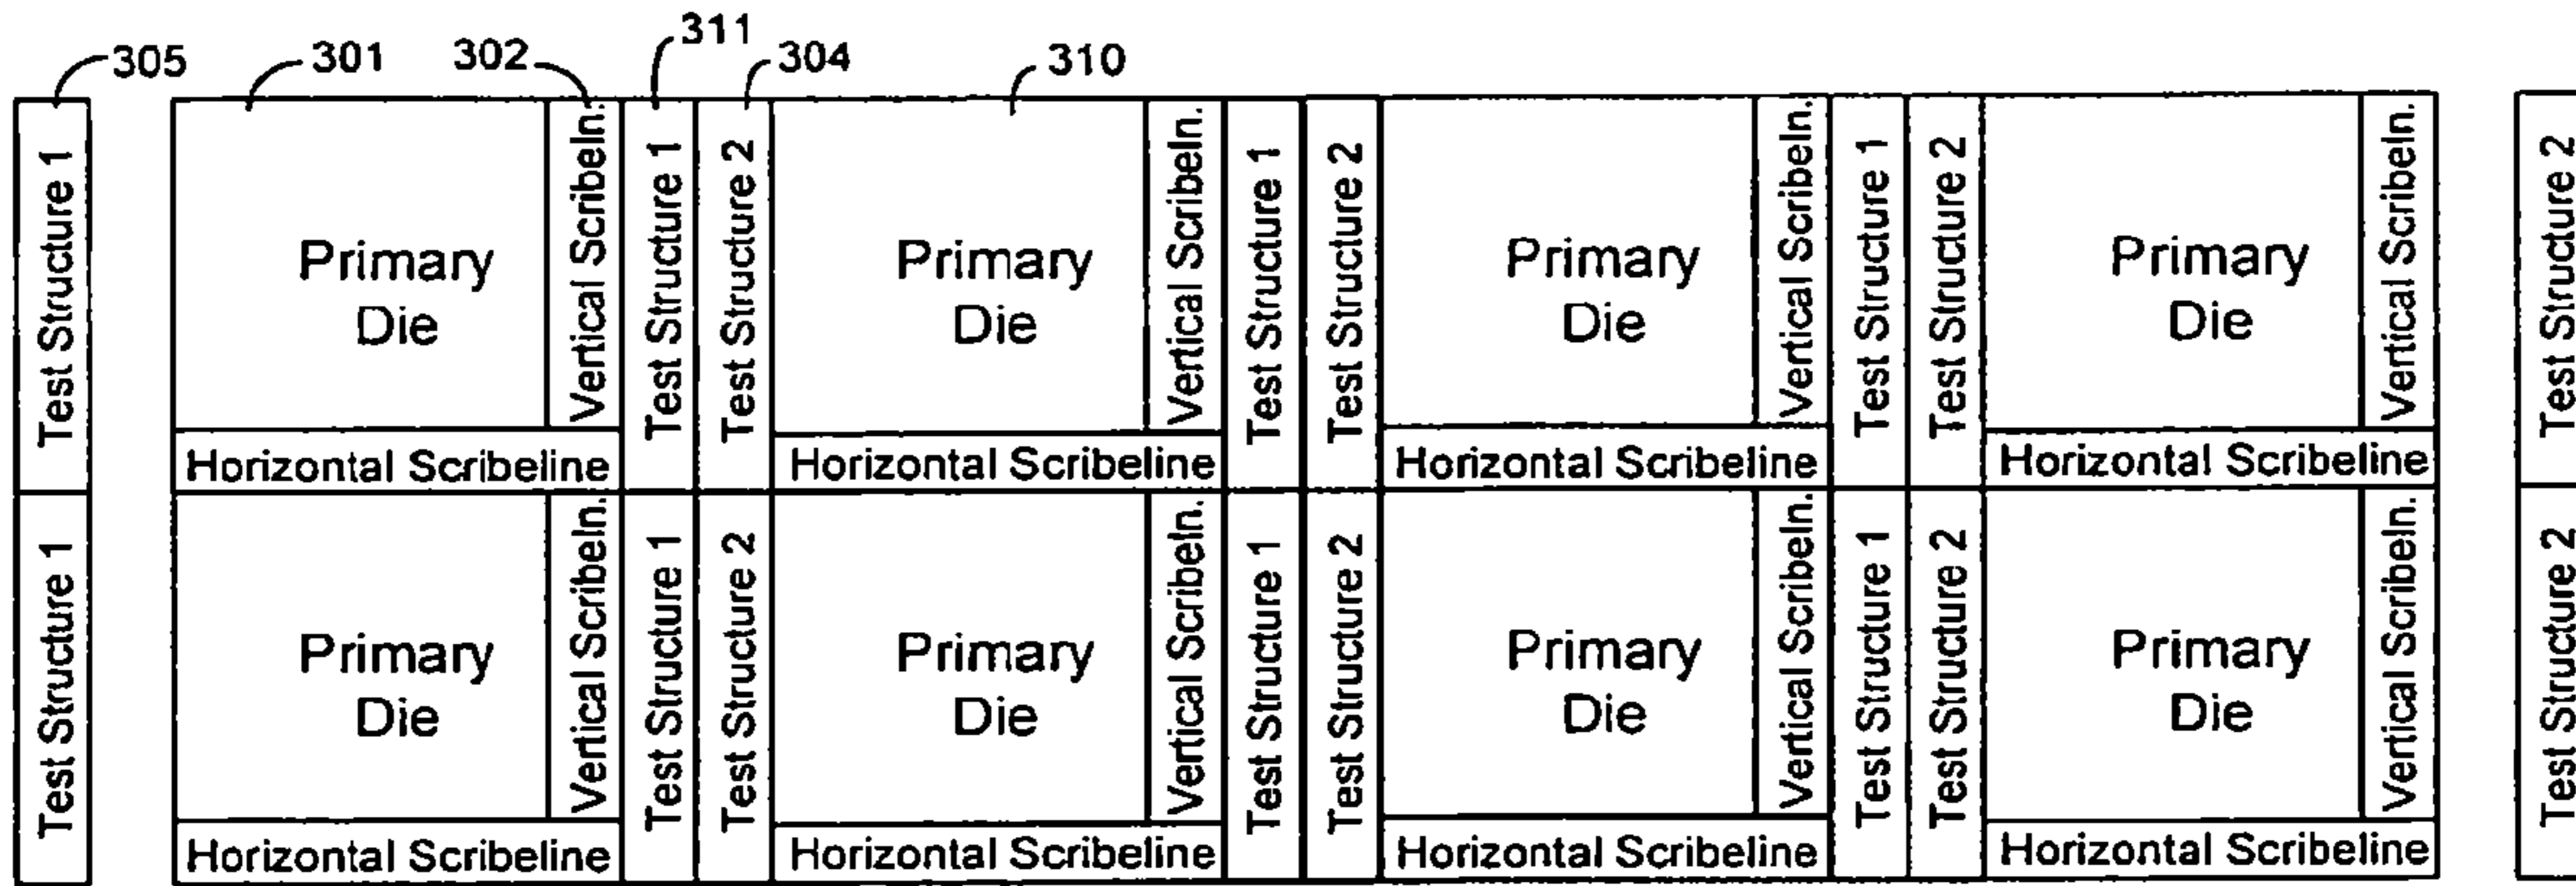 305
301
302
311
304
310
Test Structure 1
Primary
Die
Vertical Scribeln.
Horizontal Scribeline
Test Structure 1
Test Structure 2
Primary
Die
Vertical Scribeln.
Horizontal Scribeline
Test Structure 1
Test Structure 2
Primary
Die
Vertical Scribeln.
Horizontal Scribeline
Test Structure 1
Test Structure 2
Primary
Die
Vertical Scribeln.
Horizontal Scribeline
Test Structure 2
Test Structure 1
Primary
Die
Vertical Scribeln.
Horizontal Scribeline
Test Structure 1
Test Structure 2
Primary
Die
Vertical Scribeln.
Horizontal Scribeline
Test Structure 1
Test Structure 2
Primary
Die
Vertical Scribeln.
Horizontal Scribeline
Test Structure 1
Test Structure 2
Primary
Die
Vertical Scribeln.
Horizontal Scribeline
Test Structure 2